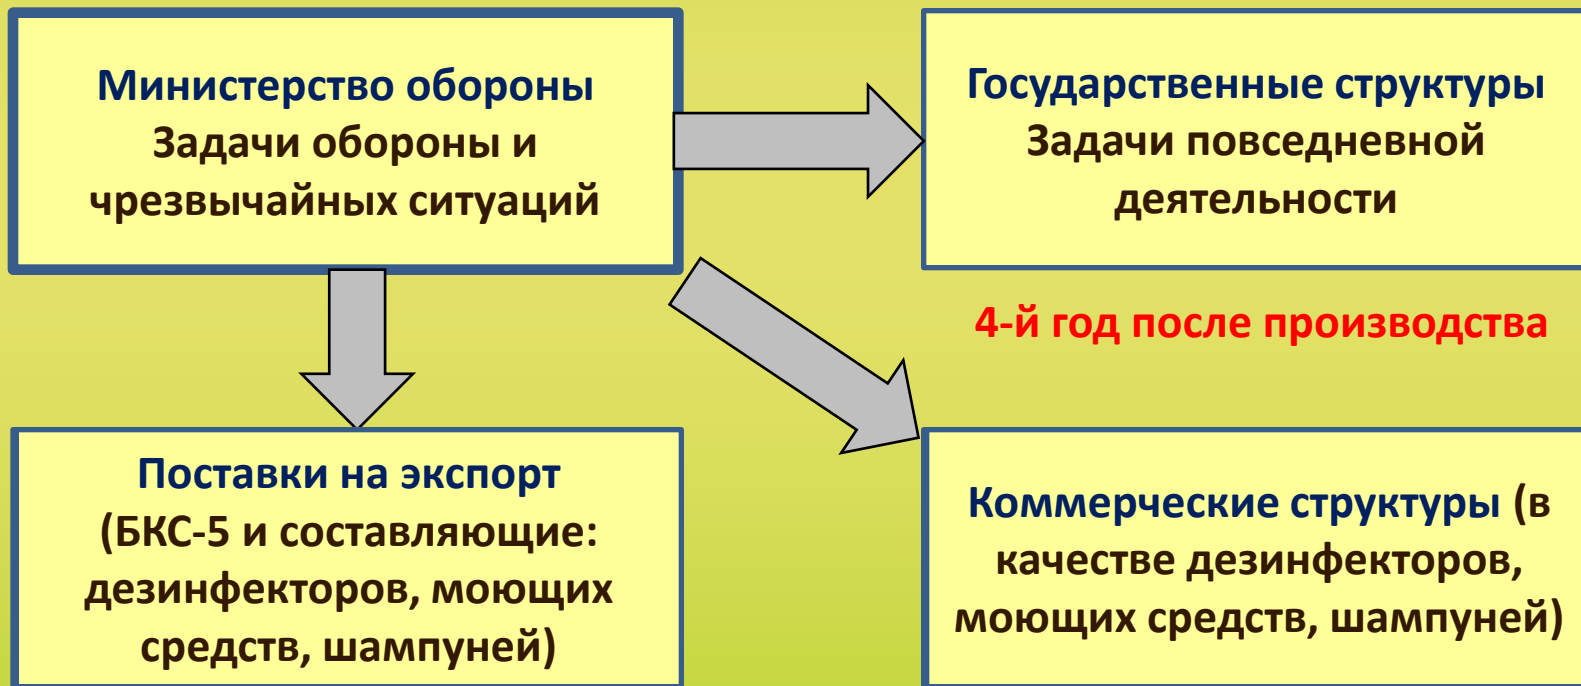 Министерство обороны
Задачи обороны и
чрезвычайных ситуаций
Государственные структуры
Задачи повседневной
деятельности
4-й год после производства
Поставки на экспорт
(БКС-5 и составляющие:
дезинфекторов, моющих
средств, шампуней)
Коммерческие структуры (в
качестве дезинфекторов,
моющих средств, шампуней)